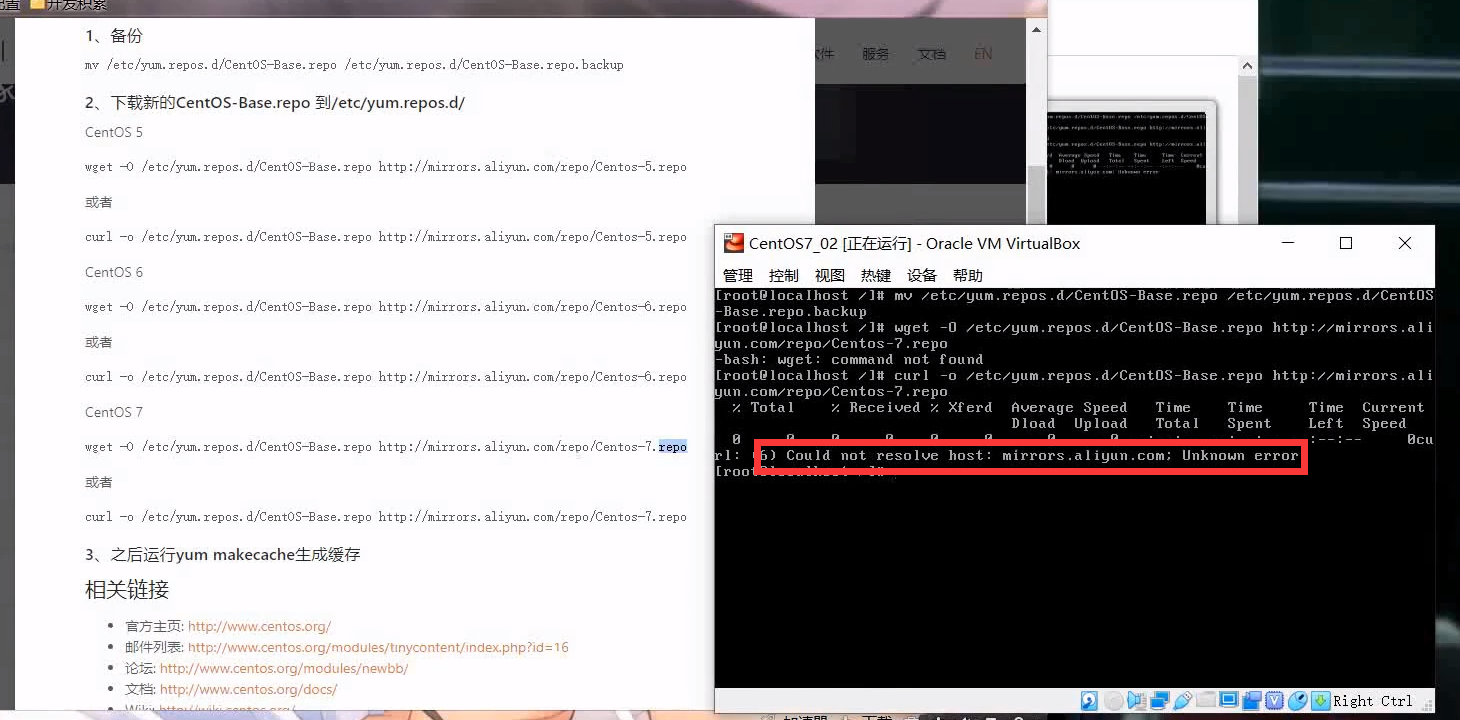 开发积累
1、备份
mv /etc/yum.repos.d/CentOS-Base.repo /etc/yum.repos.d/CentOS-Base.repo.backup
服务
文档
EN
2、下载新的CentOS-Base.repo 到/etc/yum.repos.d/
CentOS 5
wget -O /etc/yum.repos.d/CentOS-Base.repo http://mirrors.aliyun.com/repo/Centos-5.repo
或者
curl -o /etc/yum.repos.d/CentOS-Base.repo http://mirrors.aliyun.com/repo/Centos-5.repo
CentOS 6
wget -O /etc/yum.repos.d/CentOS-Base.repo http://mirrors.aliyun.com/repo/Centos-6.repo
或者
curl -o /etc/yum.repos.d/CentOS-Base.repo http://mirrors.aliyun.com/repo/Centos-6.repo
CentOS 7
wget -O /etc/yum.repos.d/CentOS-Base.repo http://mirrors.aliyun.com/repo/Centos-7.repo
或者
curl -o /etc/yum.repos.d/CentOS-Base.repo http://mirrors.aliyun.com/repo/Centos-7.repo
3、之后运行yum makecache生成缓存
相关链接
官方主页: http://www.centos.org/
邮件列表: http://www.centos.org/modules/tinycontent/index.php?id=16
论坛: http://www.centos.org/modules/newbb/
文档: http://www.centos.org/docs/
Wiki: http://wiki.centos.org/
CentOS7_02 [正在运行] - Oracle VM VirtualBox
管理 控制 视图 热键 设备 帮助
[root@localhost /]# mv /etc/yum.repos.d/CentOS-Base.repo /etc/yum.repos.d/CentOS
-Base.repo.backup
[root@localhost /]# wget -O /etc/yum.repos.d/CentOS-Base.repo http://mirrors.ali
yun.com/repo/Centos-7.repo
-bash: wget: command not found
[root@localhost /]# curl -o /etc/yum.repos.d/CentOS-Base.repo http://mirrors.ali
yun.com/repo/Centos-7.repo
% Total % Received % Xferd Average Speed Time Time Time Current
Dload Upload Total Spent Left Speed
0 0 0 0 0 0 0 :--:-- 0cu
rl: (6) Could not resolve host: mirrors.aliyun.com; Unknown error
[root@localhost /]#
Right Ctrl